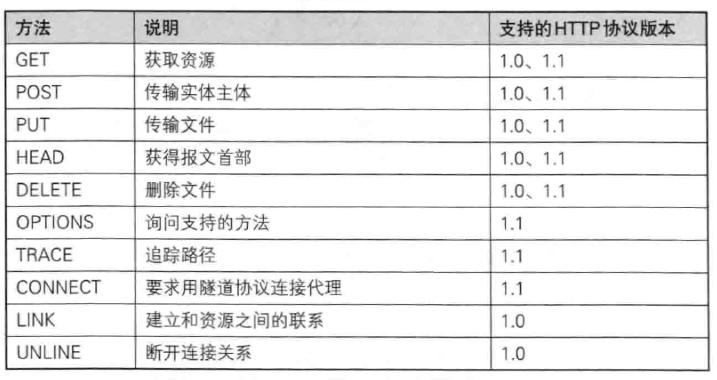 方法 说明 支持的HTTP协议版本
GET 获取资源 1.0、1.1
POST 传输实体主体 1.0、1.1
PUT 传输文件 1.0、1.1
HEAD 获得报文首部 1.0、1.1
DELETE 删除文件 1.0、1.1
OPTIONS 询问支持的方法 1.1
TRACE 追踪路径 1.1
CONNECT 要求用隧道协议连接代理 1.1
LINK 建立和资源之间的联系 1.0
UNLINE 断开连接关系 1.0